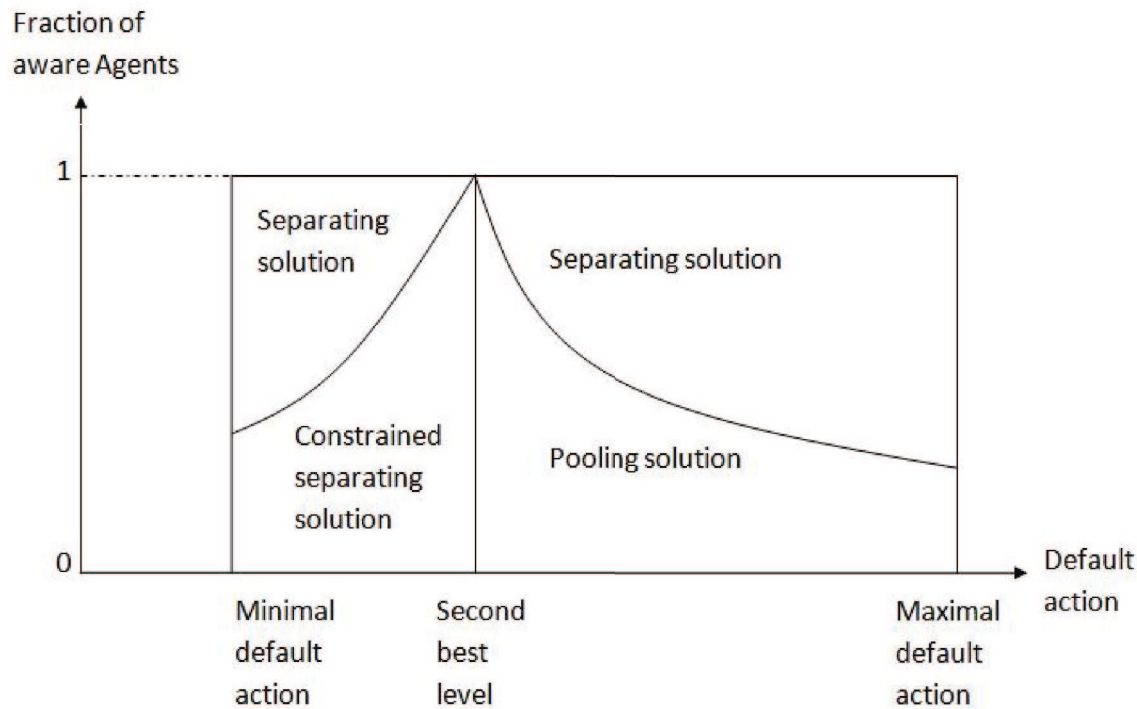 Fraction of
aware Agents
1
Separating
solution
Separating solution
Constrained
separating
solution
Pooling solution
0
Default
action
Minimal
default
action
Second
best
level
Maximal
default
action